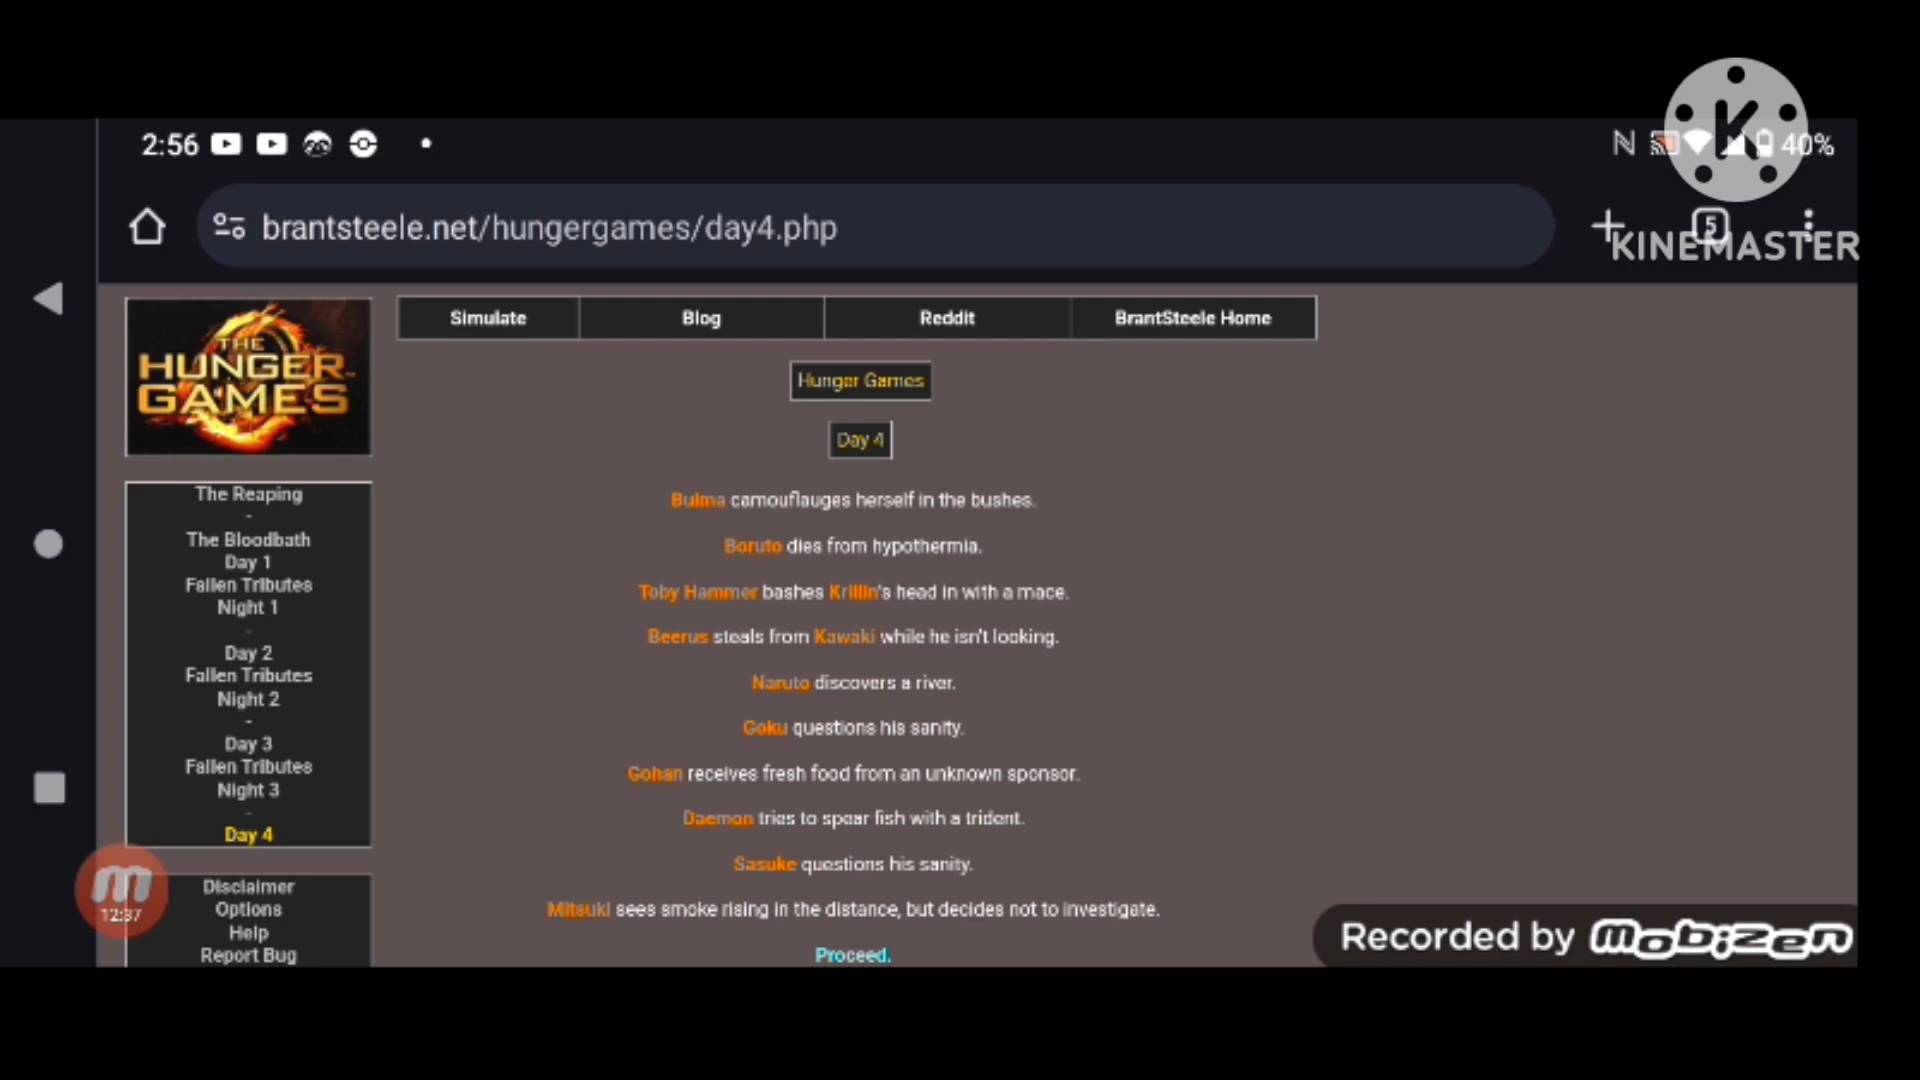 2:56
40%
brantsteele.net/hungergames/day4.php
5
KINEMASTER
THE
HUNGER
GAMES
Simulate
Blog
Reddit
BrantSteele Home
Hunger Games
Day 4
The Reaping
-
The Bloodbath
Day 1
Fallen Tributes
Night 1
-
Day 2
Fallen Tributes
Night 2
-
Day 3
Fallen Tributes
Night 3
-
Day 4
Disclaimer
Options
Help
Report Bug
Bulma camouflauges herself in the bushes.
Boruto dies from hypothermia.
Toby Hammer bashes Krillin's head in with a mace.
Beerus steals from Kawaki while he isn't looking.
Naruto discovers a river.
Goku questions his sanity.
Gohan receives fresh food from an unknown sponsor.
Daemon tries to spear fish with a trident.
Sasuke questions his sanity.
Mitsuki sees smoke rising in the distance, but decides not to investigate.
Proceed.
m
12:37
Recorded by Mobizen